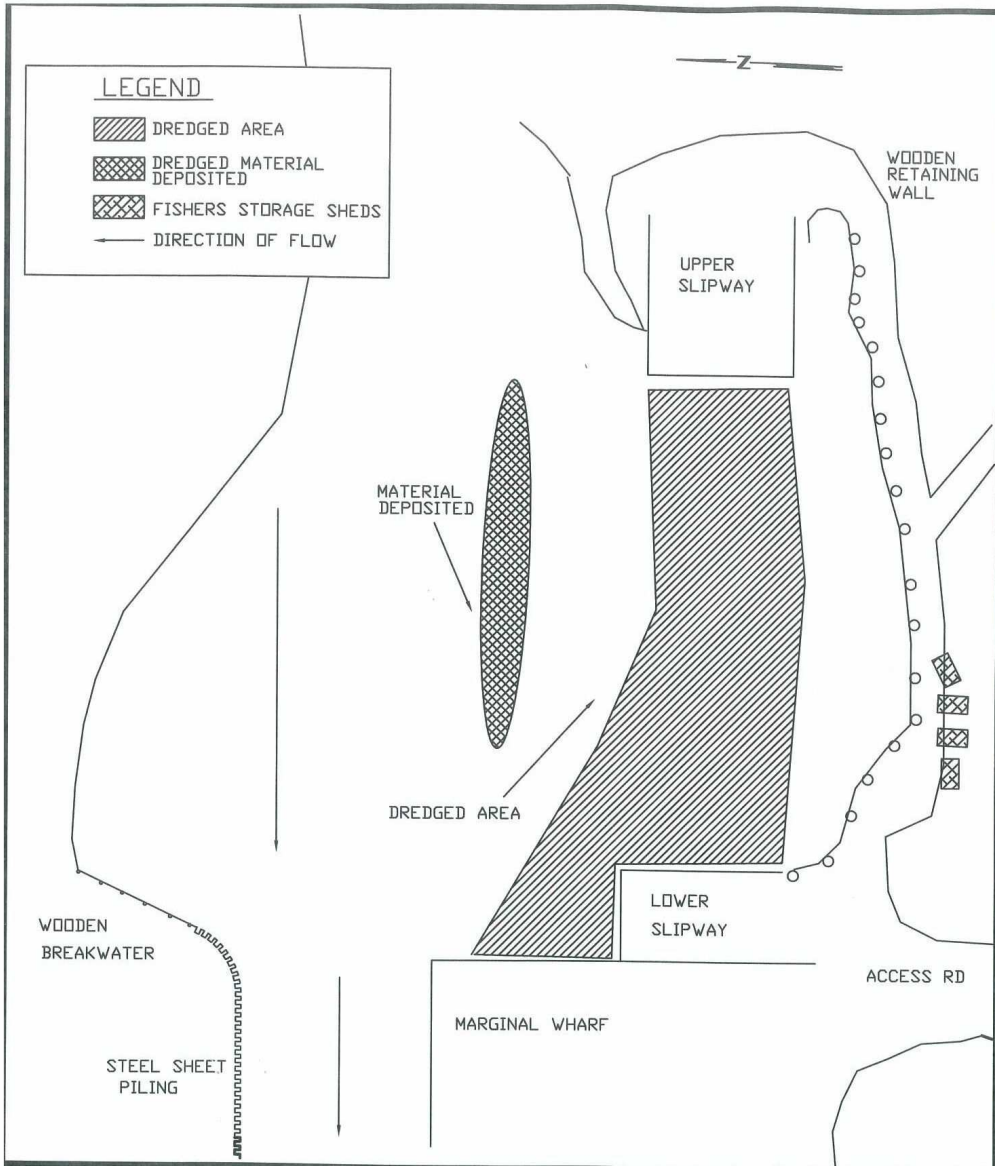 LEGEND
DREDGED AREA
DREDGED MATERIAL
DEPOSITED
FISHERS STORAGE SHEDS
DIRECTION OF FLOW
Z
WOODEN
RETAINING
WALL
UPPER
SLIPWAY
MATERIAL
DEPOSITED
DREDGED AREA
LOWER
SLIPWAY
WOODEN
BREAKWATER
ACCESS RD
MARGINAL WHARF
STEEL SHEET
PILING